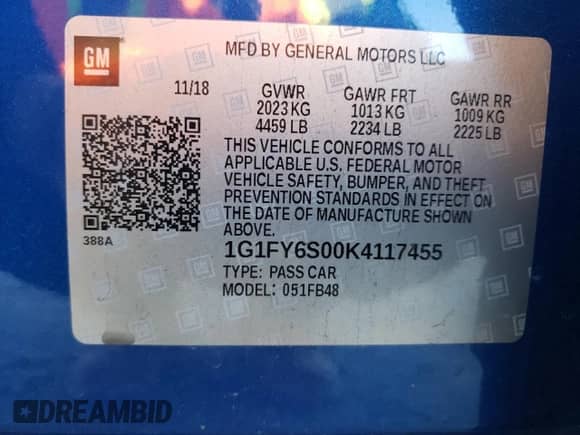 GM
MFD BY GENERAL MOTORS LLC
11/18
GVWR GAWR FRT GAWR RR
2023 KG 1013 KG 1009 KG
4459 LB 2234 LB 2225 LB
THIS VEHICLE CONFORMS TO ALL
APPLICABLE U.S. FEDERAL MOTOR
VEHICLE SAFETY, BUMPER, AND THEFT
PREVENTION STANDARDS IN EFFECT ON
THE DATE OF MANUFACTURE SHOWN
ABOVE.
388A
1G1FY6S00K4117455
TYPE: PASS CAR
MODEL: 051FB48
DREAMBID